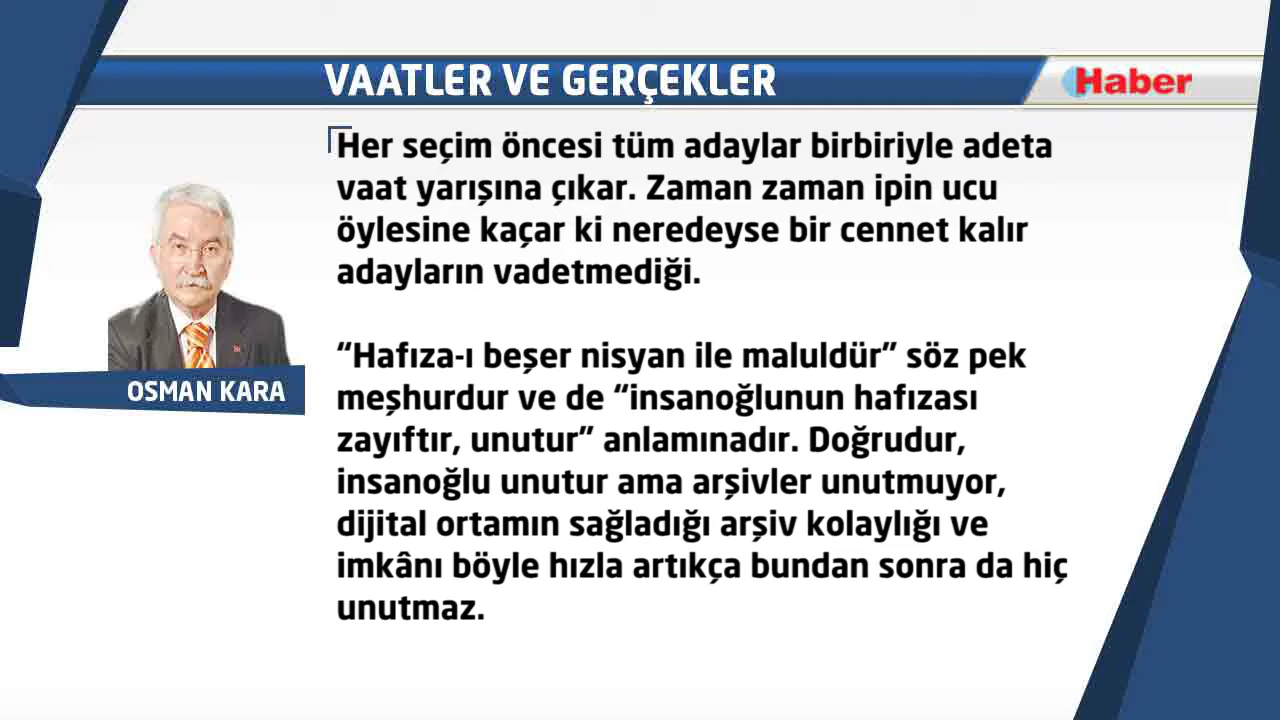 VAATLER VE GERÇEKLER
Haber
Her seçim öncesi tüm adaylar birbiriyle adeta
vaat yarışına çıkar. Zaman zaman ipin ucu
öylesine kaçar ki neredeyse bir cennet kalır
adayların vadetmediği.
“Hafıza-ı beşer nisyan ile maluldür” söz pek
meşhurdur ve de “insanoğlunun hafızası
zayıftır, unutur” anlamınadır. Doğrudur,
insanoğlu unutur ama arşivler unutmuyor,
dijital ortamın sağladığı arşiv kolaylığı ve
imkânı böyle hızla artıkça bundan sonra da hiç
unutmaz.
OSMAN KARA